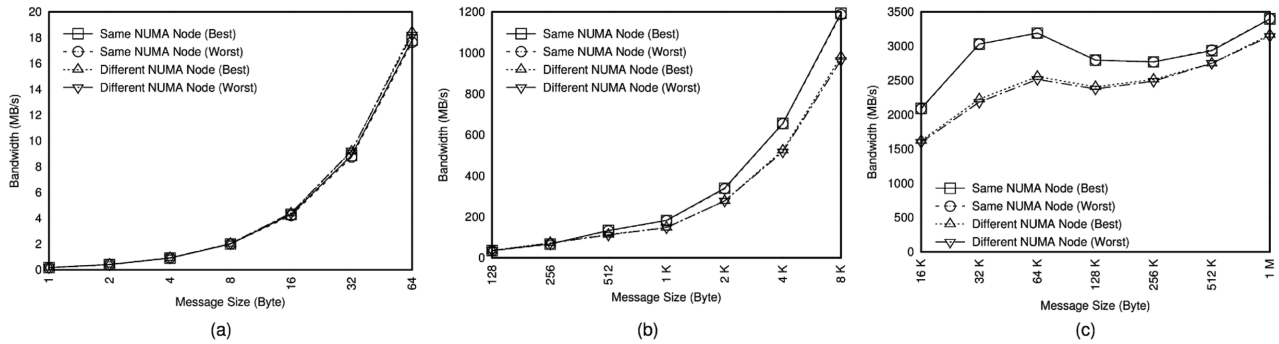 20
18
16
14
12
10
8
6
4
2
0
Bandwidth (MB/s)
Same NUMA Node (Best)
Same NUMA Node (Worst)
Different NUMA Node (Best)
Different NUMA Node (Worst)
1
2
4
8
16
32
64
Message Size (Byte)
(a)
1200
1000
800
600
400
200
0
Bandwidth (MB/s)
Same NUMA Node (Best)
Same NUMA Node (Worst)
Different NUMA Node (Best)
Different NUMA Node (Worst)
128
256
512
1 K
2 K
4 K
8 K
Message Size (Byte)
(b)
3500
3000
2500
2000
1500
1000
500
0
Bandwidth (MB/s)
Same NUMA Node (Best)
Same NUMA Node (Worst)
Different NUMA Node (Best)
Different NUMA Node (Worst)
16 K
32 K
64 K
128 K
256 K
512 K
1 M
Message Size (Byte)
(c)